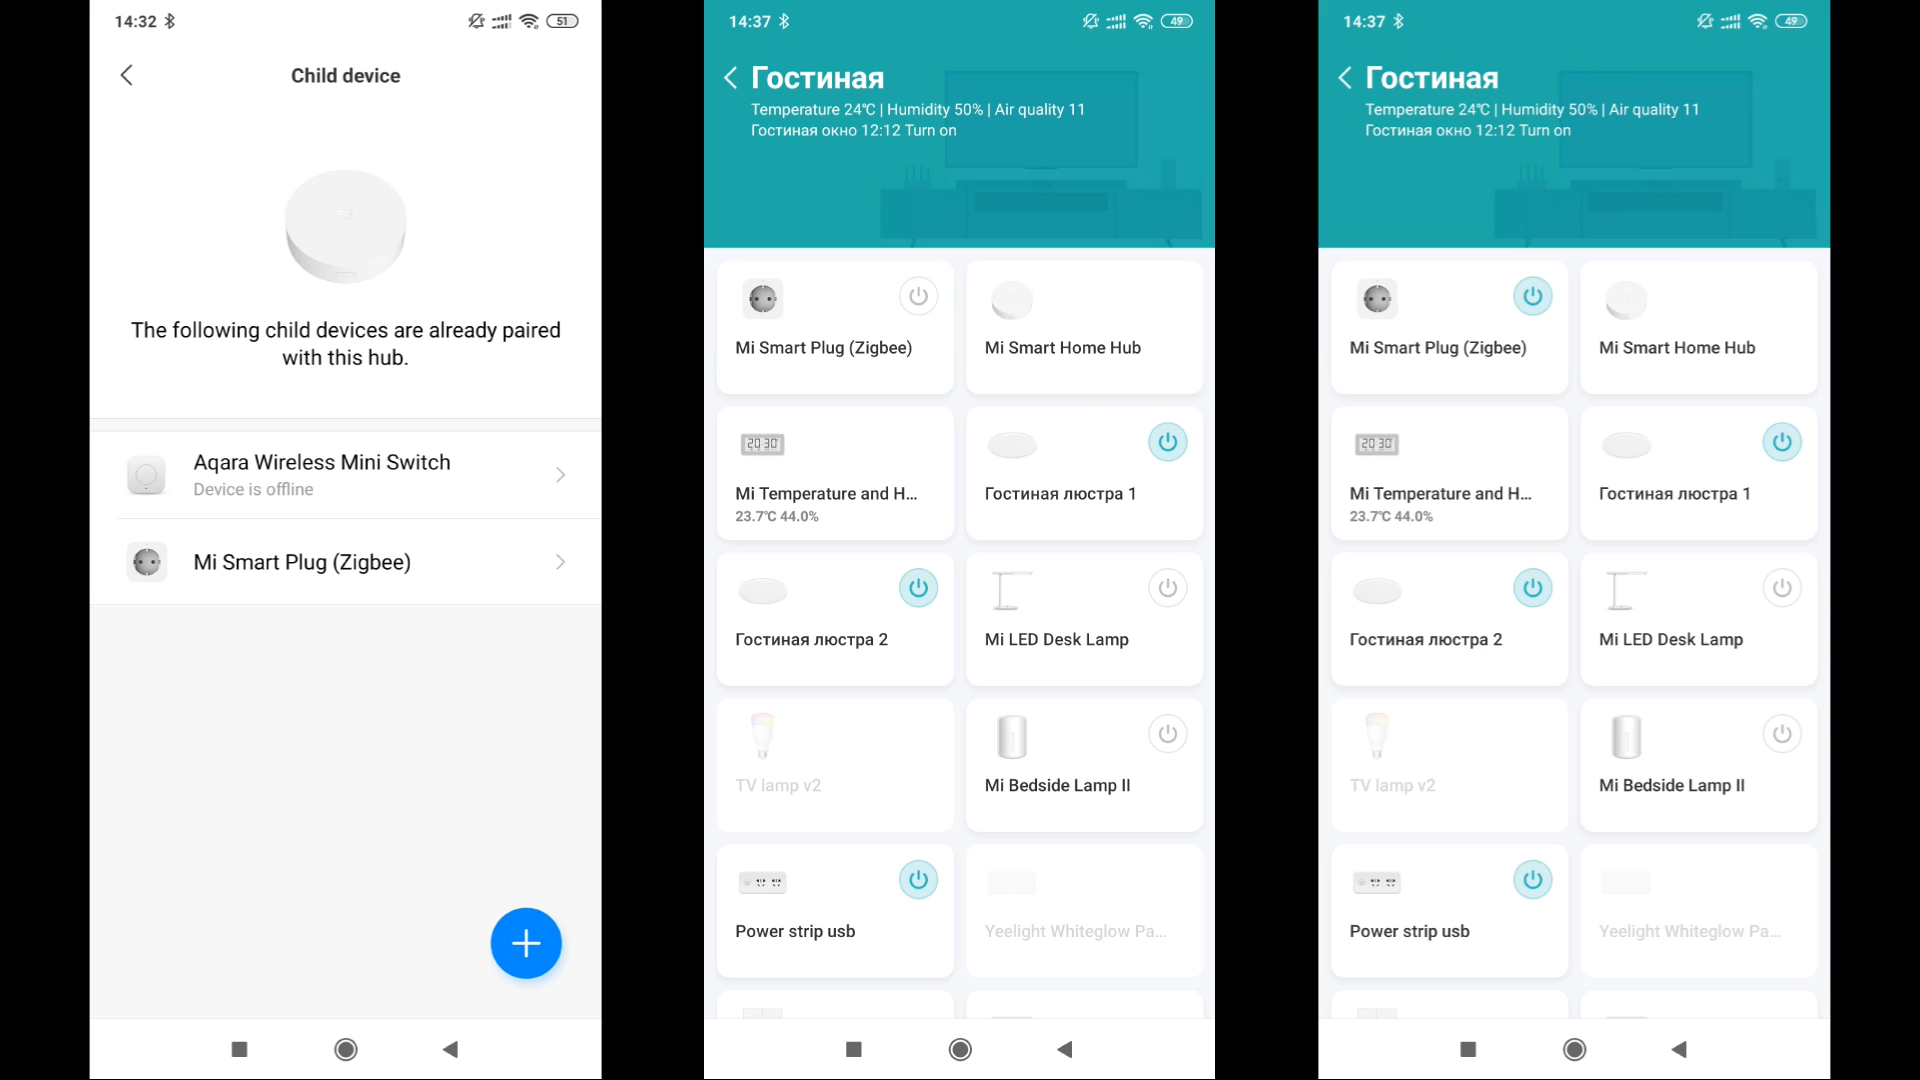 14:32
51
Child device
The following child devices are already paired
with this hub.
Aqara Wireless Mini Switch
Device is offline
Mi Smart Plug (Zigbee)
14:37
49
Гостиная
Temperature 24℃ | Humidity 50% | Air quality 11
Гостиная окно 12:12 Turn on
Mi Smart Plug (Zigbee)
Mi Smart Home Hub
20:30
Mi Temperature and H...
23.7℃ 44.0%
Гостиная люстра 1
Гостиная люстра 2
Mi LED Desk Lamp
TV lamp v2
Mi Bedside Lamp II
Power strip usb
Yeelight Whiteglow Pa...
14:37
49
Гостиная
Temperature 24℃ | Humidity 50% | Air quality 11
Гостиная окно 12:12 Turn on
Mi Smart Plug (Zigbee)
Mi Smart Home Hub
20:30
Mi Temperature and H...
23.7℃ 44.0%
Гостиная люстра 1
Гостиная люстра 2
Mi LED Desk Lamp
TV lamp v2
Mi Bedside Lamp II
Power strip usb
Yeelight Whiteglow Pa...